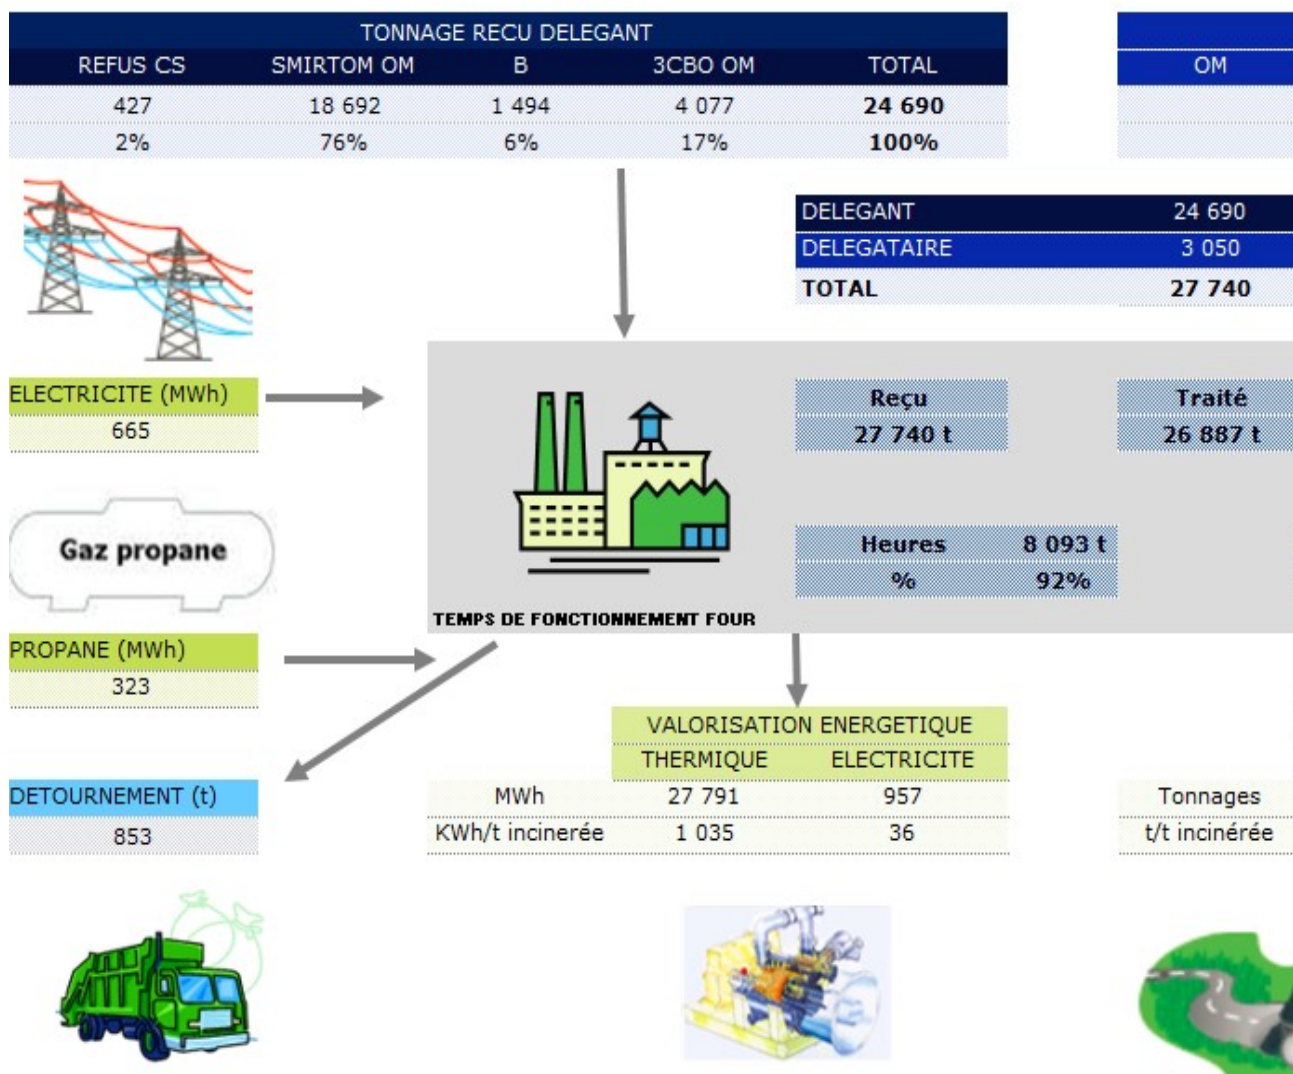 TONNAGE RECU DELEGANT
REFUS CS SMIRTOM OM B 3CBO OM TOTAL OM
427 18 692 1 494 4 077 24 690
2% 76% 6% 17% 100%
DELEGANT 24 690
DELEGATAIRE 3 050
TOTAL 27 740
ELECTRICITE (MWh)
665
Reçu Traité
27 740 t 26 887 t
Gaz propane
Heures 8 093 t
% 92%
TEMPS DE FONCTIONNEMENT FOUR
PROPANE (MWh)
323
VALORISATION ENERGETIQUE
THERMIQUE ELECTRICITE
DETOURNEMENT (t)
853
MWh 27 791 957 Tonnages
KWh/t incinerée 1 035 36 t/t incinérée